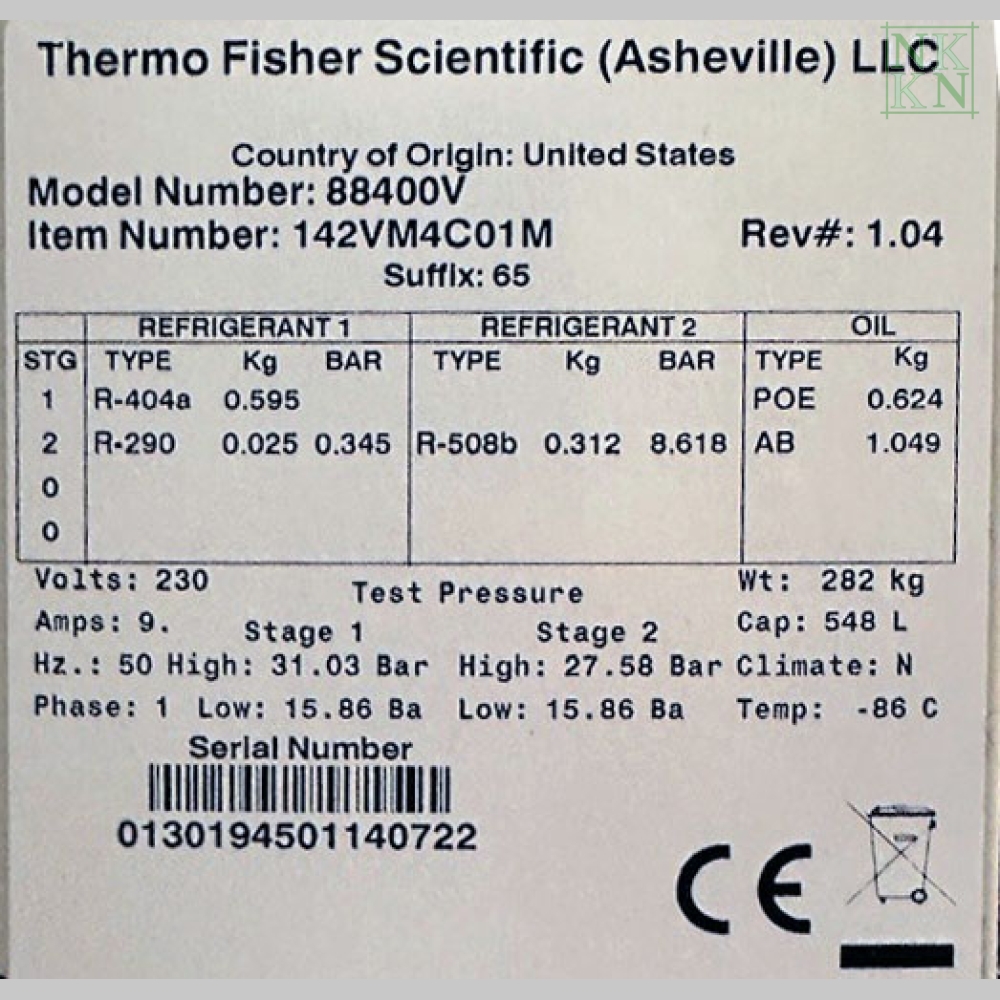 Thermo Fisher Scientific (Asheville) LLC
NK
KN
Country of Origin: United States
Model Number: 88400V
Item Number: 142VM4C01M Rev#: 1.04
Suffix: 65
REFRIGERANT 1 REFRIGERANT 2 OIL
STG TYPE Kg BAR TYPE Kg BAR TYPE Kg
1 R-404a 0.595 POE 0.624
2 R-290 0.025 0.345 R-508b 0.312 8.618 AB 1.049
0
0
Volts: 230 Test Pressure Wt: 282 kg
Amps: 9. Stage 1 Stage 2 Cap: 548 L
Hz.: 50 High: 31.03 Bar High: 27.58 Bar Climate: N
Phase: 1 Low: 15.86 Ba Low: 15.86 Ba Temp: -86 C
Serial Number
0130194501140722
CE